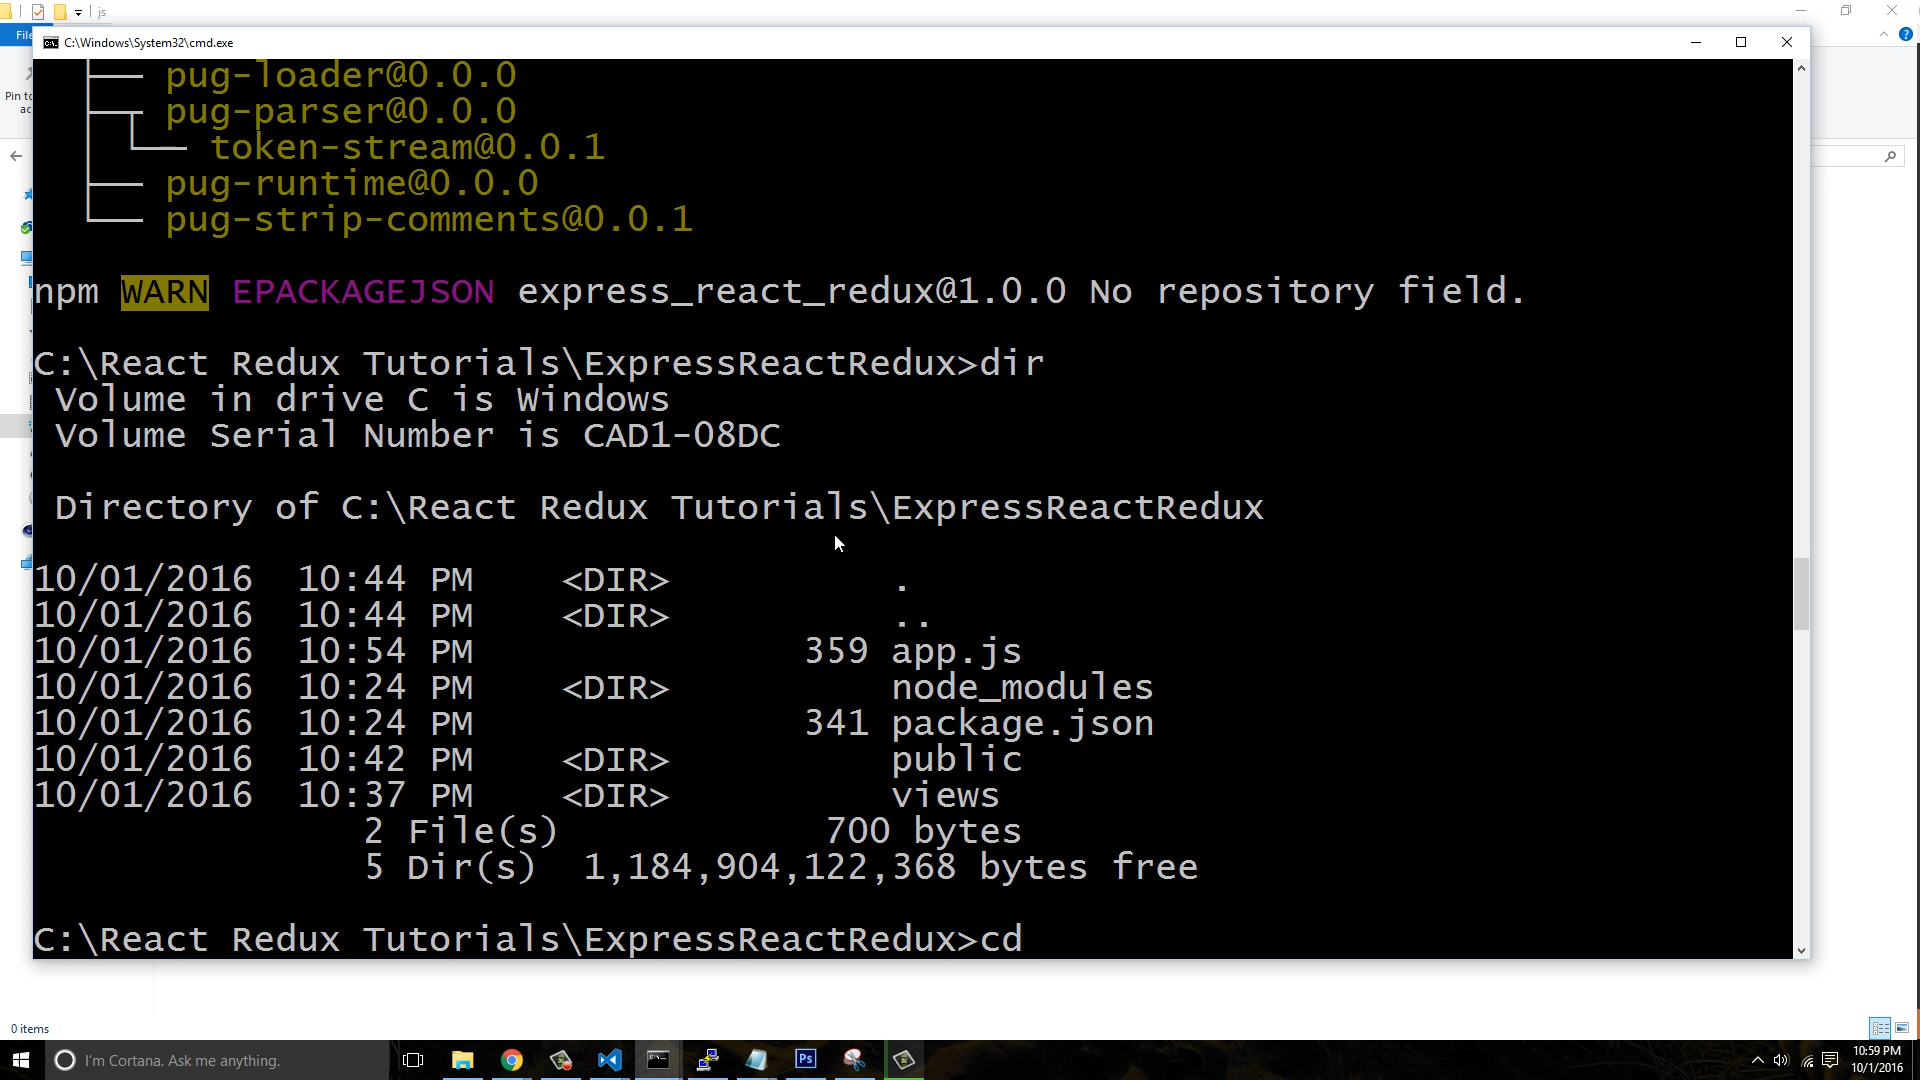 js
File
C:\Windows\System32\cmd.exe
Pin to
pug-loader@0.0.0
pug-parser@0.0.0
token-stream@0.0.1
pug-runtime@0.0.0
pug-strip-comments@0.0.1
npm WARN EPACKAGEJSON express_react_redux@1.0.0 No repository field.
C:\React Redux Tutorials\ExpressReactRedux>dir
Volume in drive C is Windows
Volume Serial Number is CAD1-08DC
Directory of C:\React Redux Tutorials\ExpressReactRedux
10/01/2016 10:44 PM <DIR> .
10/01/2016 10:44 PM <DIR> ..
10/01/2016 10:54 PM 359 app.js
10/01/2016 10:24 PM <DIR> node_modules
10/01/2016 10:24 PM 341 package.json
10/01/2016 10:42 PM <DIR> public
10/01/2016 10:37 PM <DIR> views
2 File(s) 700 bytes
5 Dir(s) 1,184,904,122,368 bytes free
C:\React Redux Tutorials\ExpressReactRedux>cd
0 items
I'm Cortana. Ask me anything.
Ps
10:59 PM
10/1/2016